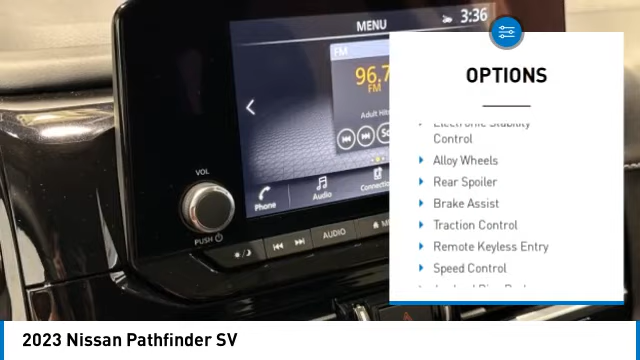 MENU
3:36
FM
96.7
FM
Adult Hits
VOL
PUSH
Phone
Audio
AUDIO
OPTIONS
Control
Alloy Wheels
Rear Spoiler
Brake Assist
Traction Control
Remote Keyless Entry
Speed Control
2023 Nissan Pathfinder SV